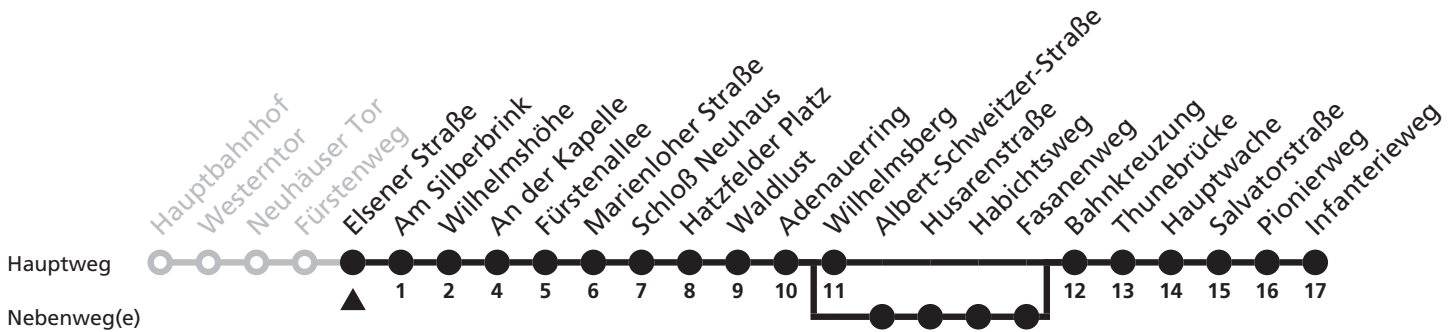 Hauptbahnhof
Westerntor
Neuhäuser Tor
Fürstenweg
Elsener Straße
Am Silberbrink
Wilhelmshöhe
An der Kapelle
Fürstenallee
Marienloher Straße
Schloß Neuhaus
Hatzfelder Platz
Waldlust
Adenauerring
Wilhelmsberg
Albert-Schweitzer-Straße
Husarenstraße
Habichtsweg
Fasanenweg
Bahnkreuzung
Thunebrücke
Hauptwache
Salvatorstraße
Pionierweg
Infanterieweg
Hauptweg
1 2 4 5 6 7 8 9 10 11 12 13 14 15 16 17
Nebenweg(e)